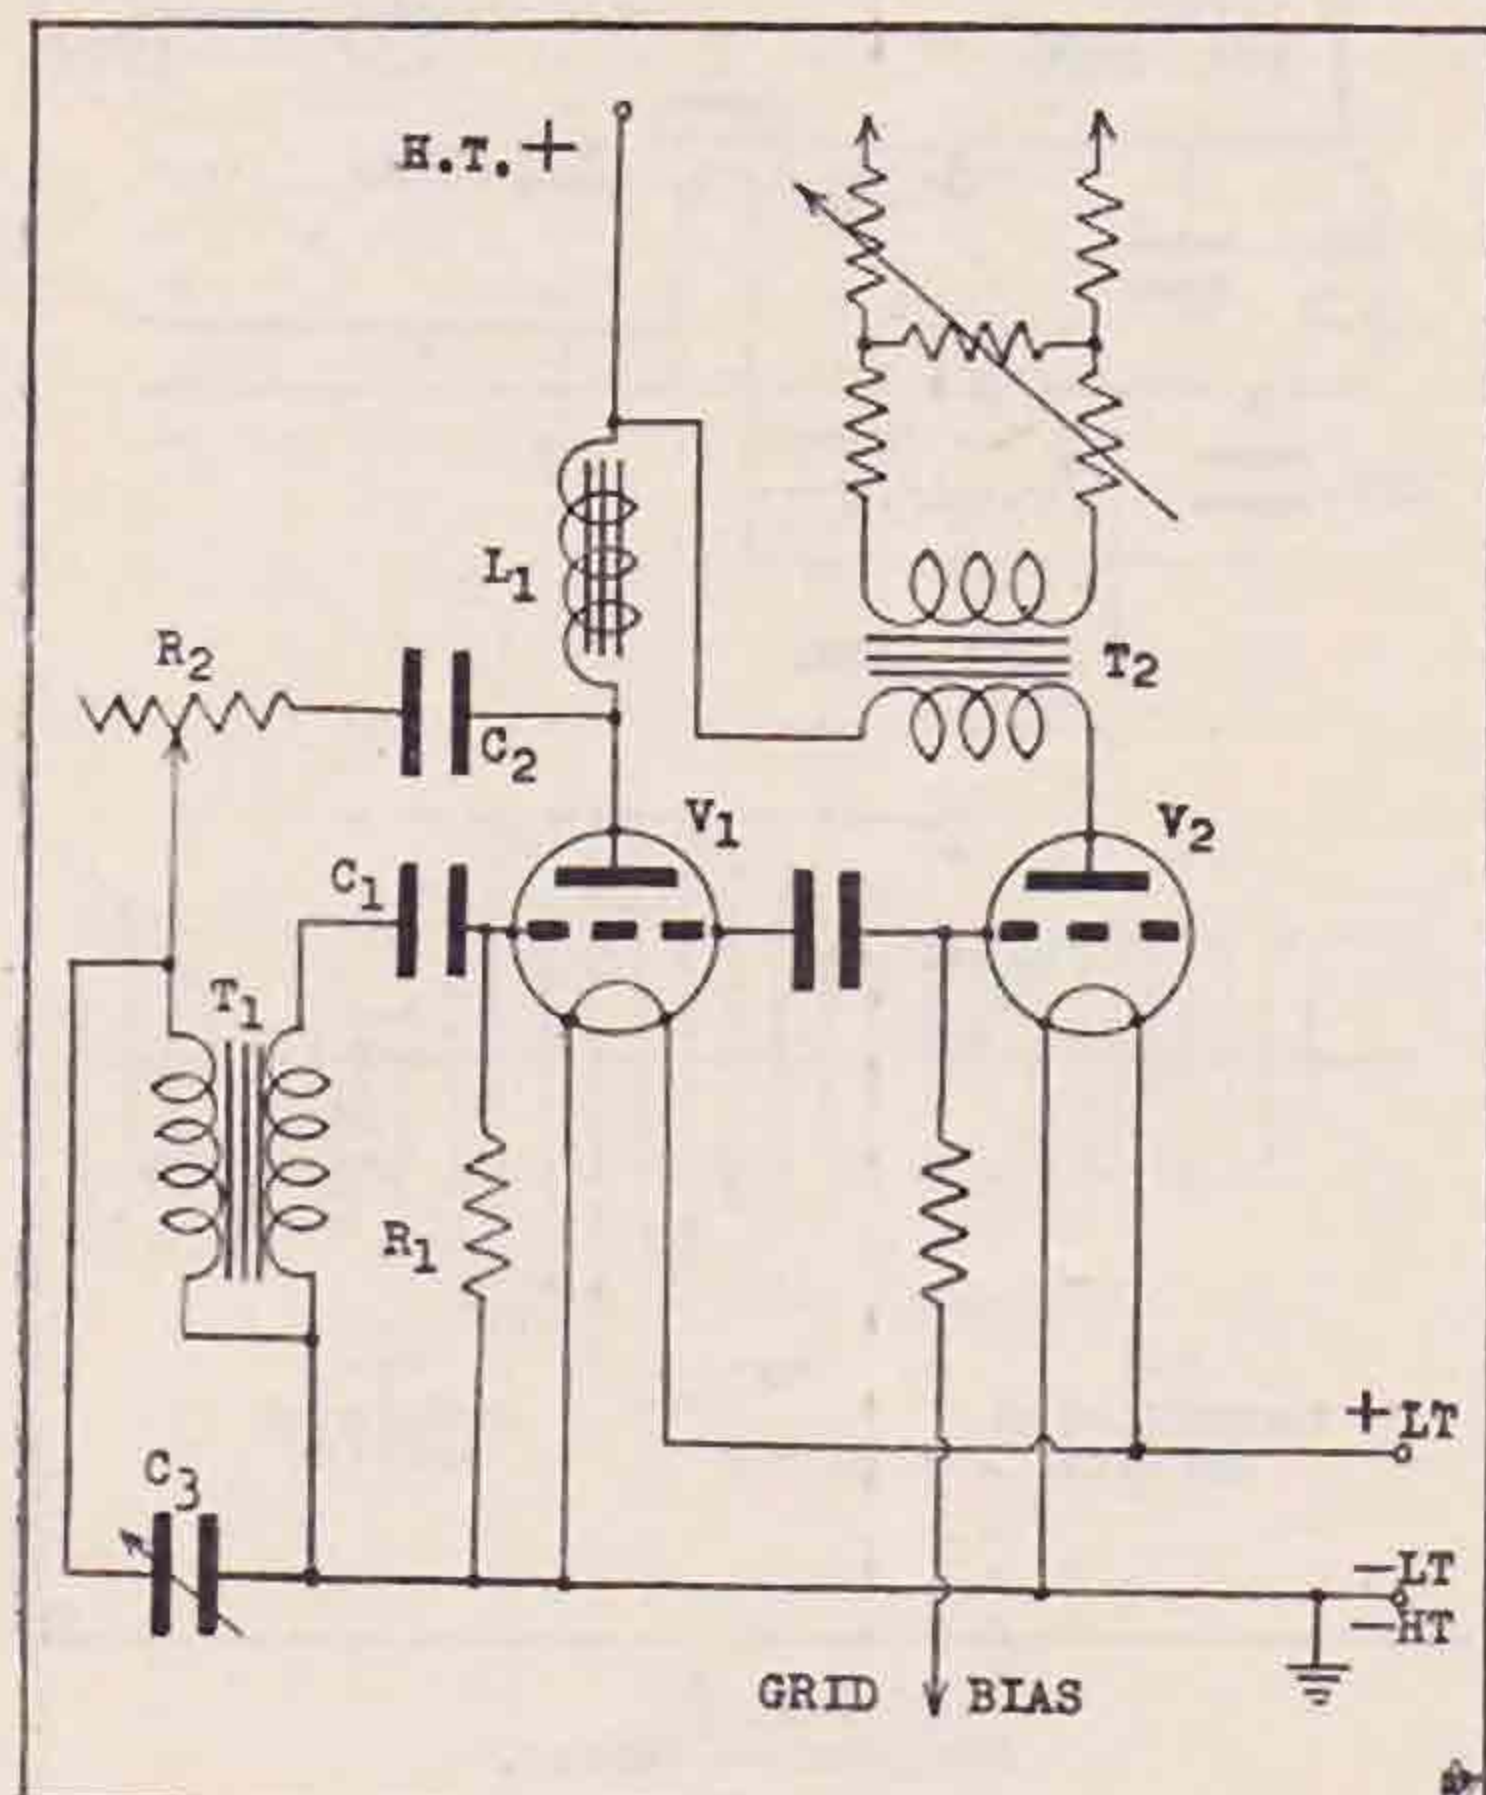 H.T. +
L1
R2
T2
C2
V1
V2
C1
T1
R1
+ LT
C3
- LT
- HT
GRID BIAS